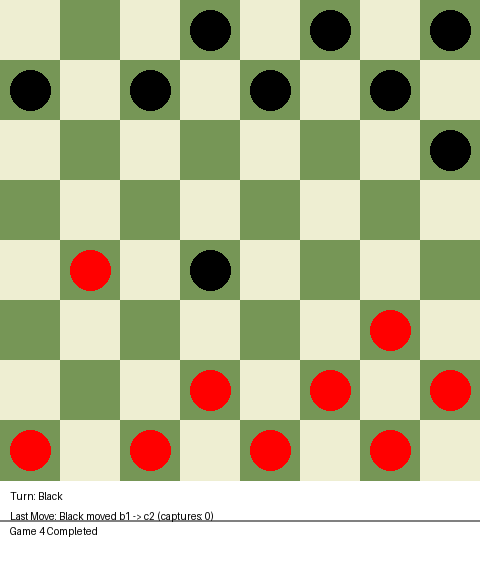 Turn: Black
Last Move: Black moved b1 -> c2 (captures: 0)
Game 4 Completed